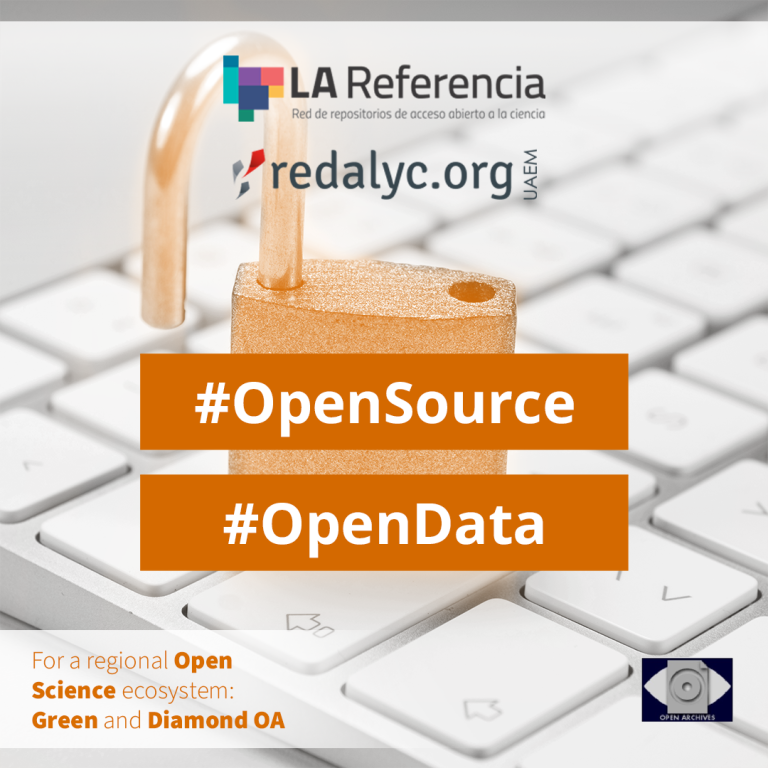 LA Referencia
Red de repositorios de acceso abierto a la ciencia
redalyc.org
UAEM
#OpenSource
#OpenData
For a regional Open
Science ecosystem:
Green and Diamond OA
OPEN ARCHIVES